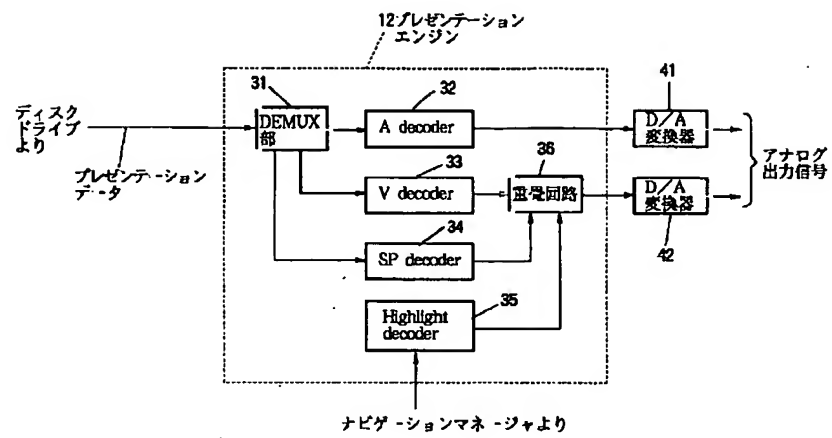 12プレゼンテーション
エンジン
ディスク
ドライブ
より
プレゼンテーション
データ
31
DEMUX
部
32
A decoder
33
V decoder
34
SP decoder
35
Highlight
decoder
36
重畳回路
41
D/A
変換器
D/A
変換器
42
アナログ
出力信号
ナビゲーションマネージャより